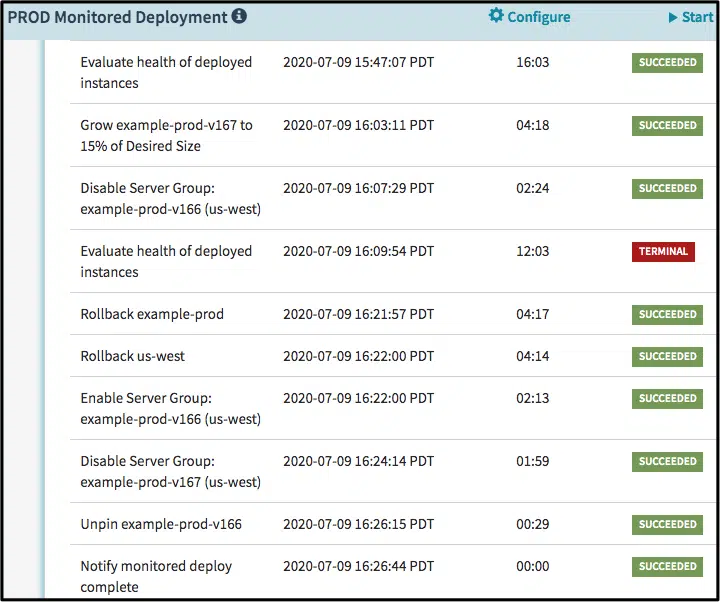 PROD Monitored Deployment
Configure
Start
Evaluate health of deployed instances 2020-07-09 15:47:07 PDT 16:03 SUCCEEDED
Grow example-prod-v167 to 15% of Desired Size 2020-07-09 16:03:11 PDT 04:18 SUCCEEDED
Disable Server Group: example-prod-v166 (us-west) 2020-07-09 16:07:29 PDT 02:24 SUCCEEDED
Evaluate health of deployed instances 2020-07-09 16:09:54 PDT 12:03 TERMINAL
Rollback example-prod 2020-07-09 16:21:57 PDT 04:17 SUCCEEDED
Rollback us-west 2020-07-09 16:22:00 PDT 04:14 SUCCEEDED
Enable Server Group: example-prod-v166 (us-west) 2020-07-09 16:22:00 PDT 02:13 SUCCEEDED
Disable Server Group: example-prod-v167 (us-west) 2020-07-09 16:24:14 PDT 01:59 SUCCEEDED
Unpin example-prod-v166 2020-07-09 16:26:15 PDT 00:29 SUCCEEDED
Notify monitored deploy complete 2020-07-09 16:26:44 PDT 00:00 SUCCEEDED